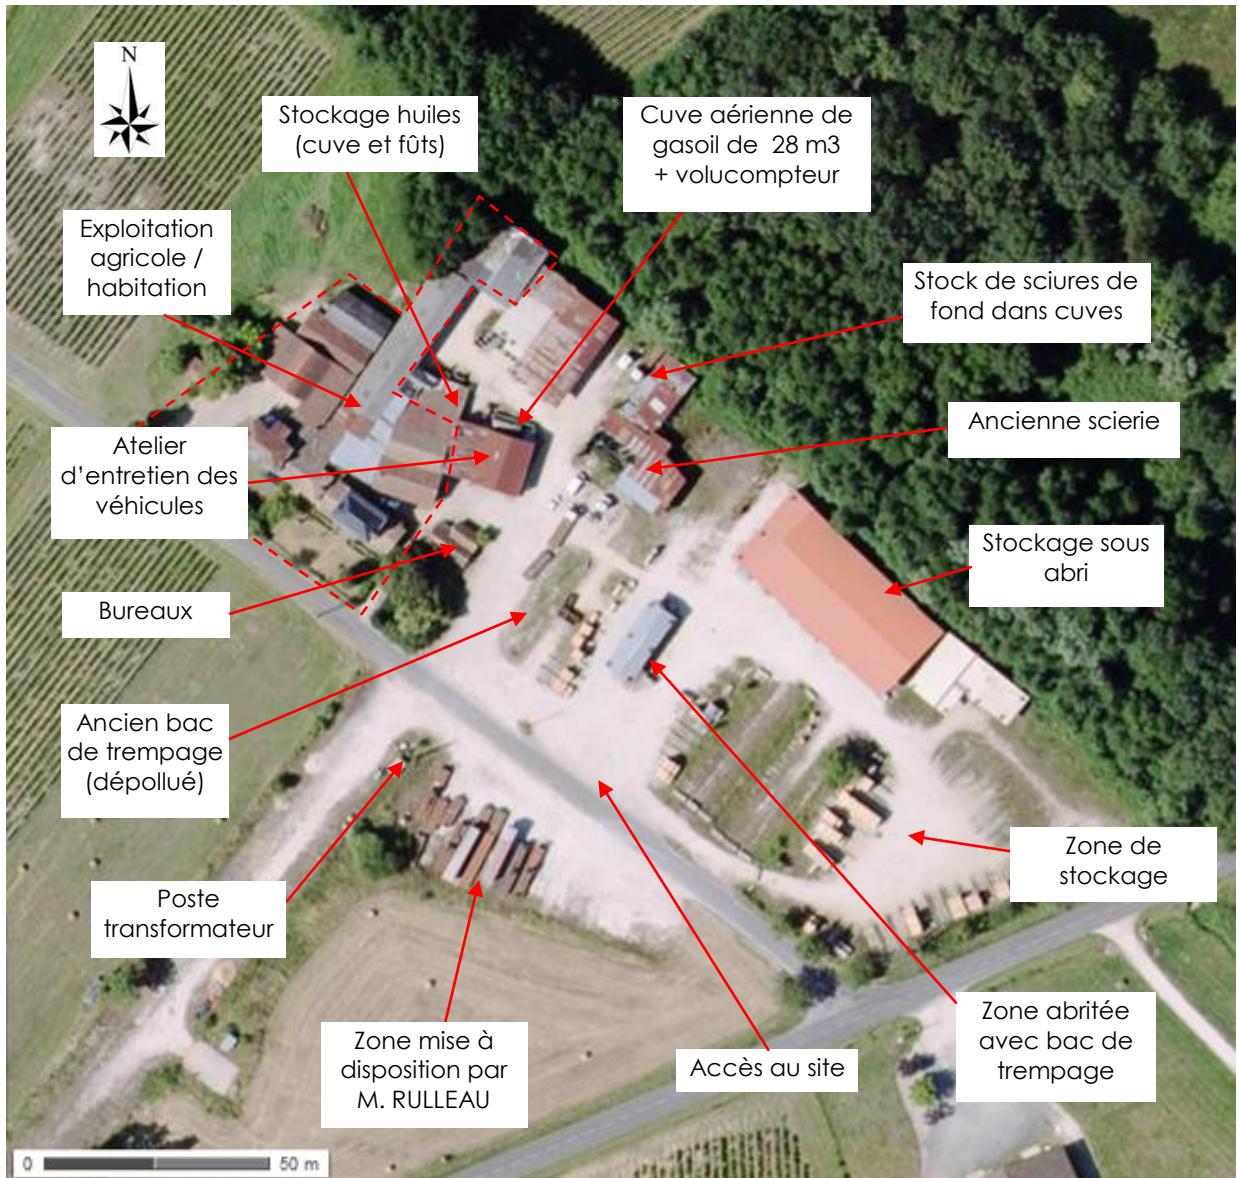 N
Stockage huiles
(cuve et fûts)
Cuve aérienne de
gasoil de 28 m3
+ volucompteur
Exploitation
agricole /
habitation
Stock de sciures de
fond dans cuves
Ancienne scierie
Atelier
d’entretien des
véhicules
Stockage sous
abri
Bureaux
Ancien bac
de trempage
(dépollué)
Zone de
stockage
Poste
transformateur
Zone abritée
avec bac de
trempage
Zone mise à
disposition par
M. RULLEAU
Accès au site
0 50 m